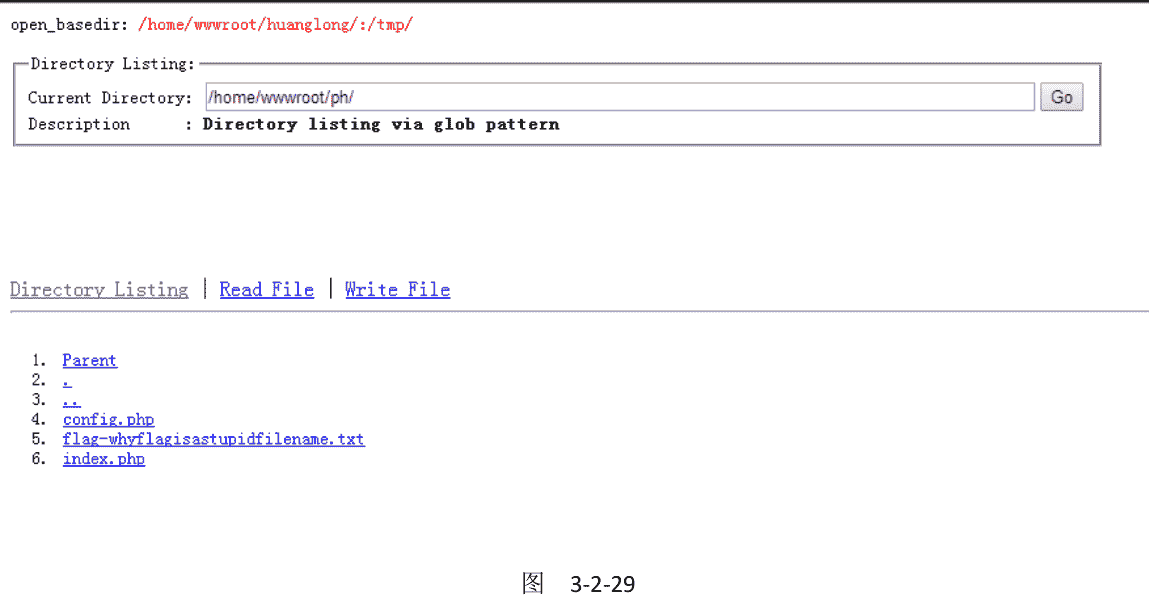 open_basedir: /home/wwwroot/huanglong/:/tmp/
Directory Listing:
Current Directory: /home/wwwroot/ph/ Go
Description : Directory listing via glob pattern
Directory Listing | Read File | Write File
1. Parent
2. .
3. ..
4. config.php
5. flag-whyflagisastupidfilename.txt
6. index.php
图 3-2-29